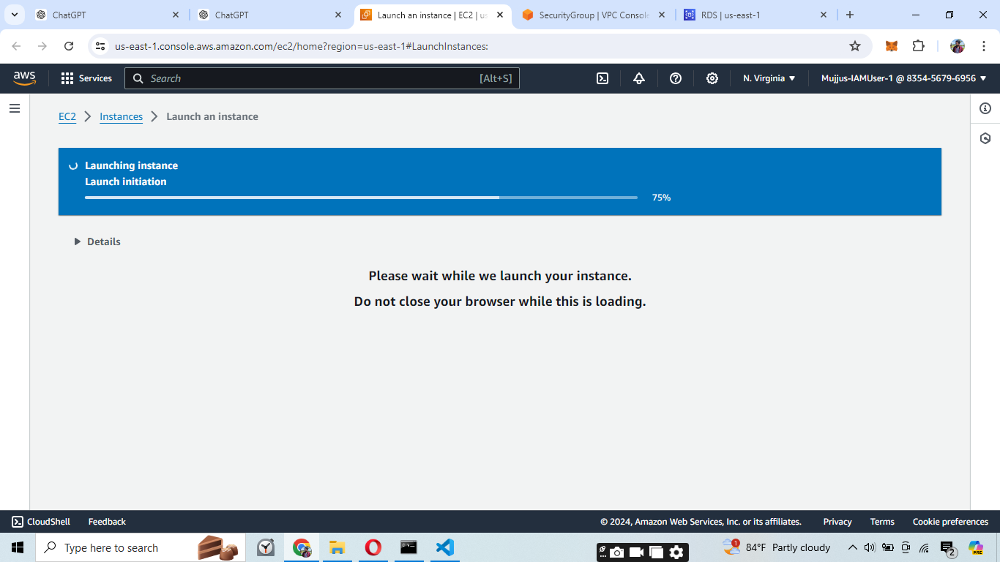 ChatGPT
ChatGPT
Launch an instance | EC2 | us
SecurityGroup | VPC Console
RDS | us-east-1
us-east-1.console.aws.amazon.com/ec2/home?region=us-east-1#LaunchInstances:
aws
Services
Search
[Alt+S]
N. Virginia
Mujjus-IAMUser-1 @ 8354-5679-6956
EC2
Instances
Launch an instance
Launching instance
Launch initiation
75%
Details
Please wait while we launch your instance.
Do not close your browser while this is loading.
CloudShell
Feedback
© 2024, Amazon Web Services, Inc. or its affiliates.
Privacy
Terms
Cookie preferences
Type here to search
1
84°F Partly cloudy
2
PRE